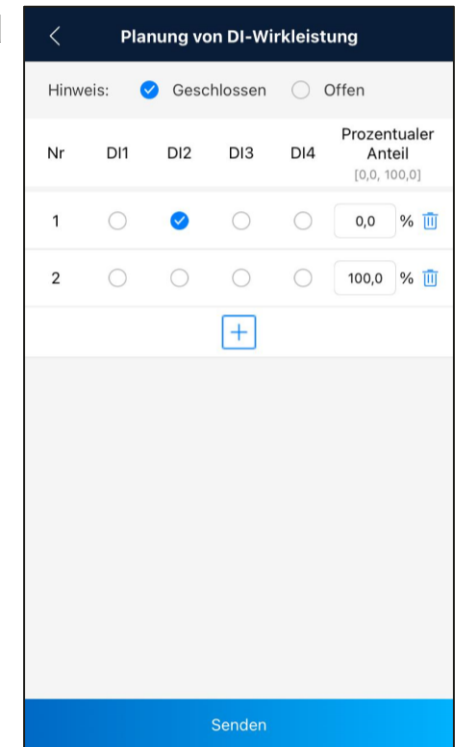 Planung von DI-Wirkleistung
Hinweis: Geschlossen Offen
Nr DI1 DI2 DI3 DI4 Prozentualer
Anteil
[0,0, 100,0]
1 0,0 %
2 100,0 %
Senden